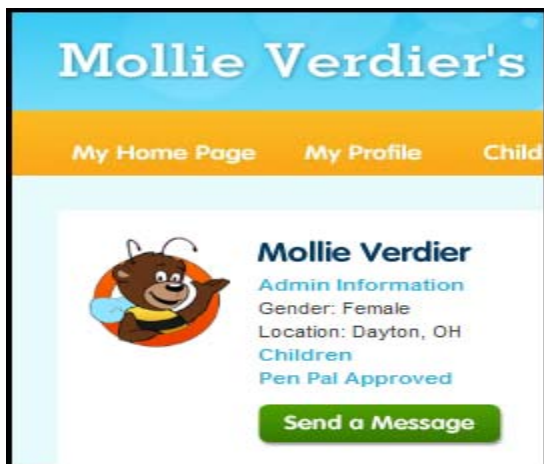 Mollie Verdier's
My Home Page My Profile Child
Mollie Verdier
Admin Information
Gender: Female
Location: Dayton, OH
Children
Pen Pal Approved
Send a Message